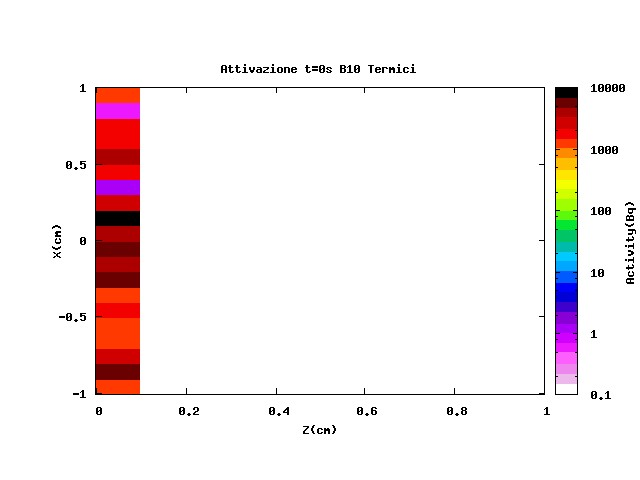 Attivazione t=0s B10 Termici
1
0.5
0
-0.5
-1
X(cm)
0 0.2 0.4 0.6 0.8 1
Z(cm)
10000
1000
100
10
1
0.1
Activity(Bq)